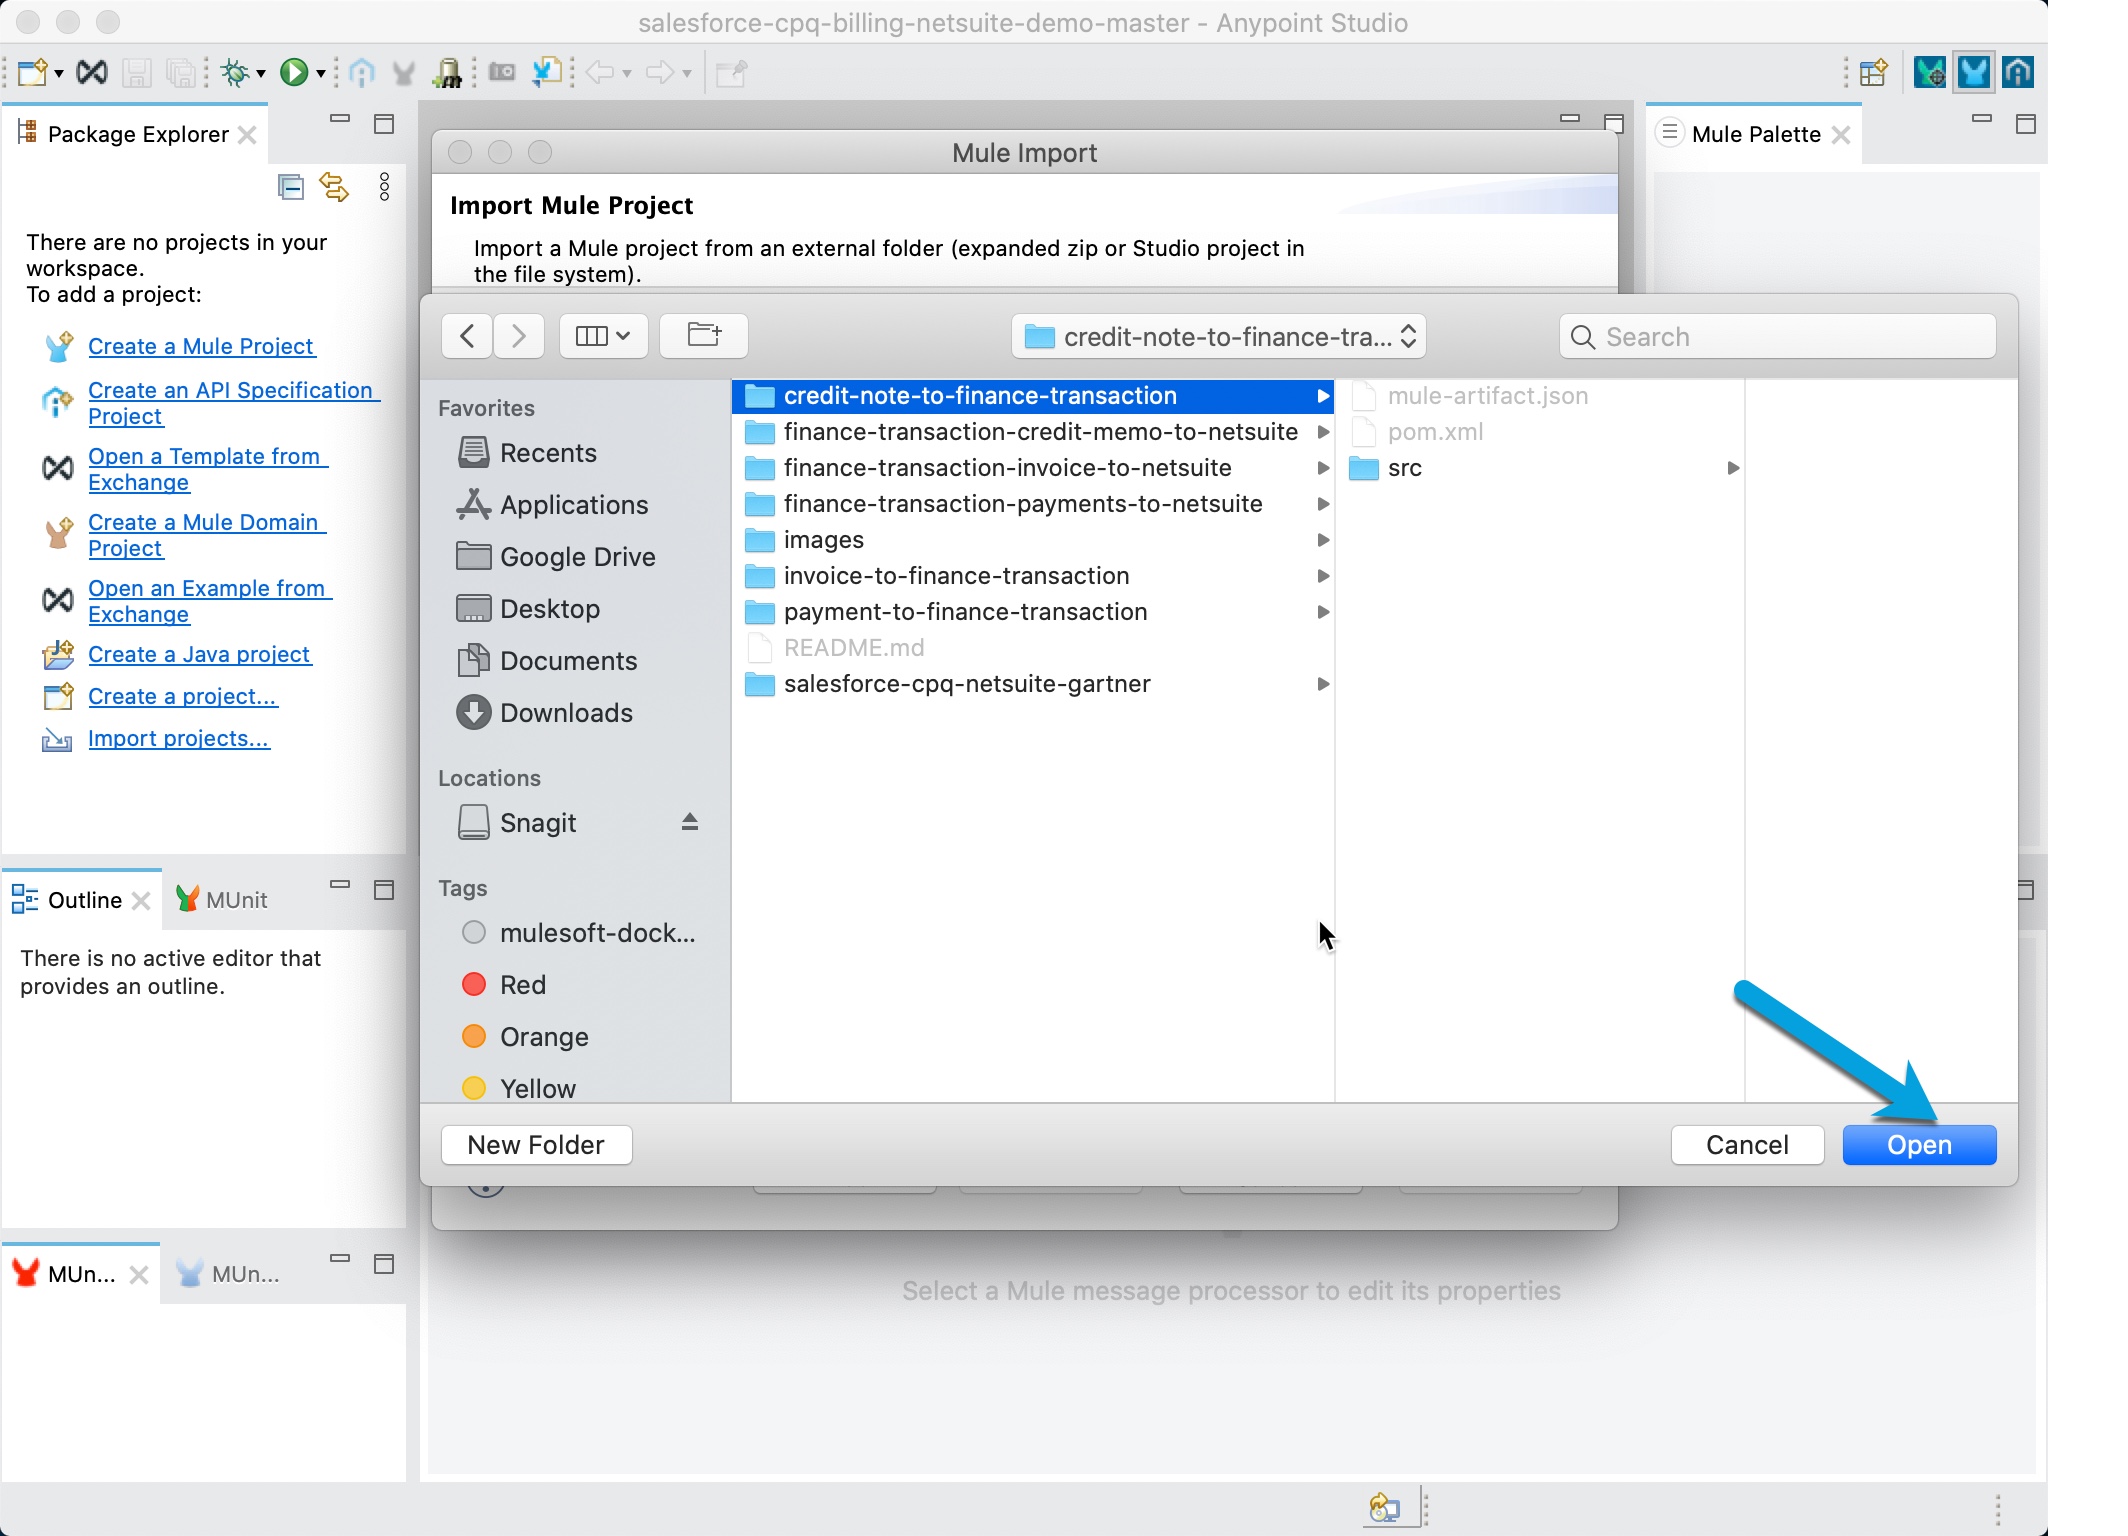 salesforce-cpq-billing-netsuite-demo-master - Anypoint Studio
Package Explorer
There are no projects in your
workspace.
To add a project:
Create a Mule Project
Create an API Specification
Project
Open a Template from
Exchange
Create a Mule Domain
Project
Open an Example from
Exchange
Create a Java project
Create a project...
Import projects...
Outline
MUnit
There is no active editor that
provides an outline.
MUn...
MUn...
Mule Import
Import Mule Project
Import a Mule project from an external folder (expanded zip or Studio project in
the file system).
credit-note-to-finance-tra...
Search
Favorites
Recents
Applications
Google Drive
Desktop
Documents
Downloads
Locations
Snagit
Tags
mulesoft-dock...
Red
Orange
Yellow
credit-note-to-finance-transaction
finance-transaction-credit-memo-to-netsuite
finance-transaction-invoice-to-netsuite
finance-transaction-payments-to-netsuite
images
invoice-to-finance-transaction
payment-to-finance-transaction
README.md
salesforce-cpq-netsuite-gartner
mule-artifact.json
pom.xml
src
New Folder
Cancel
Open
Mule Palette
Select a Mule message processor to edit its properties